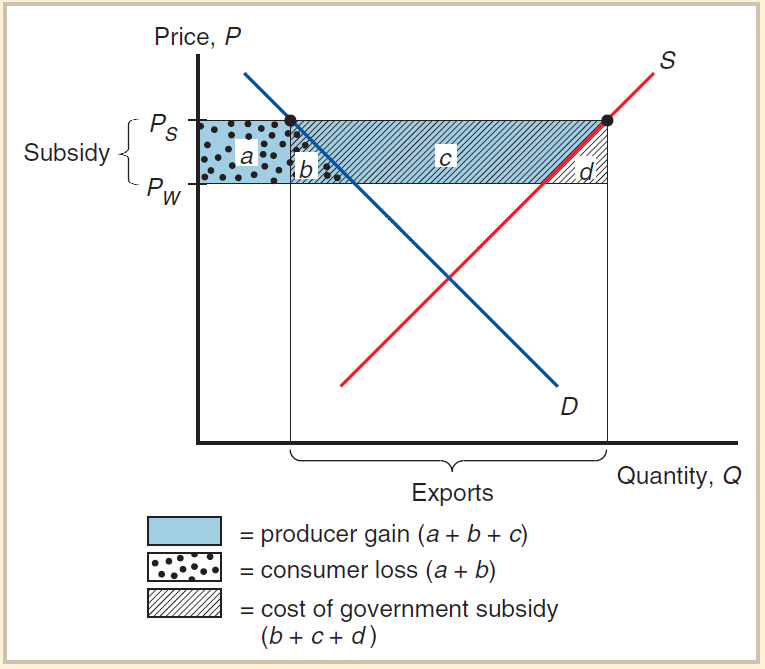 Price, P
S
P_S
Subsidy
a
b
c
d
P_W
D
Quantity, Q
Exports
= producer gain (a + b + c)
= consumer loss (a + b)
= cost of government subsidy
(b + c + d)